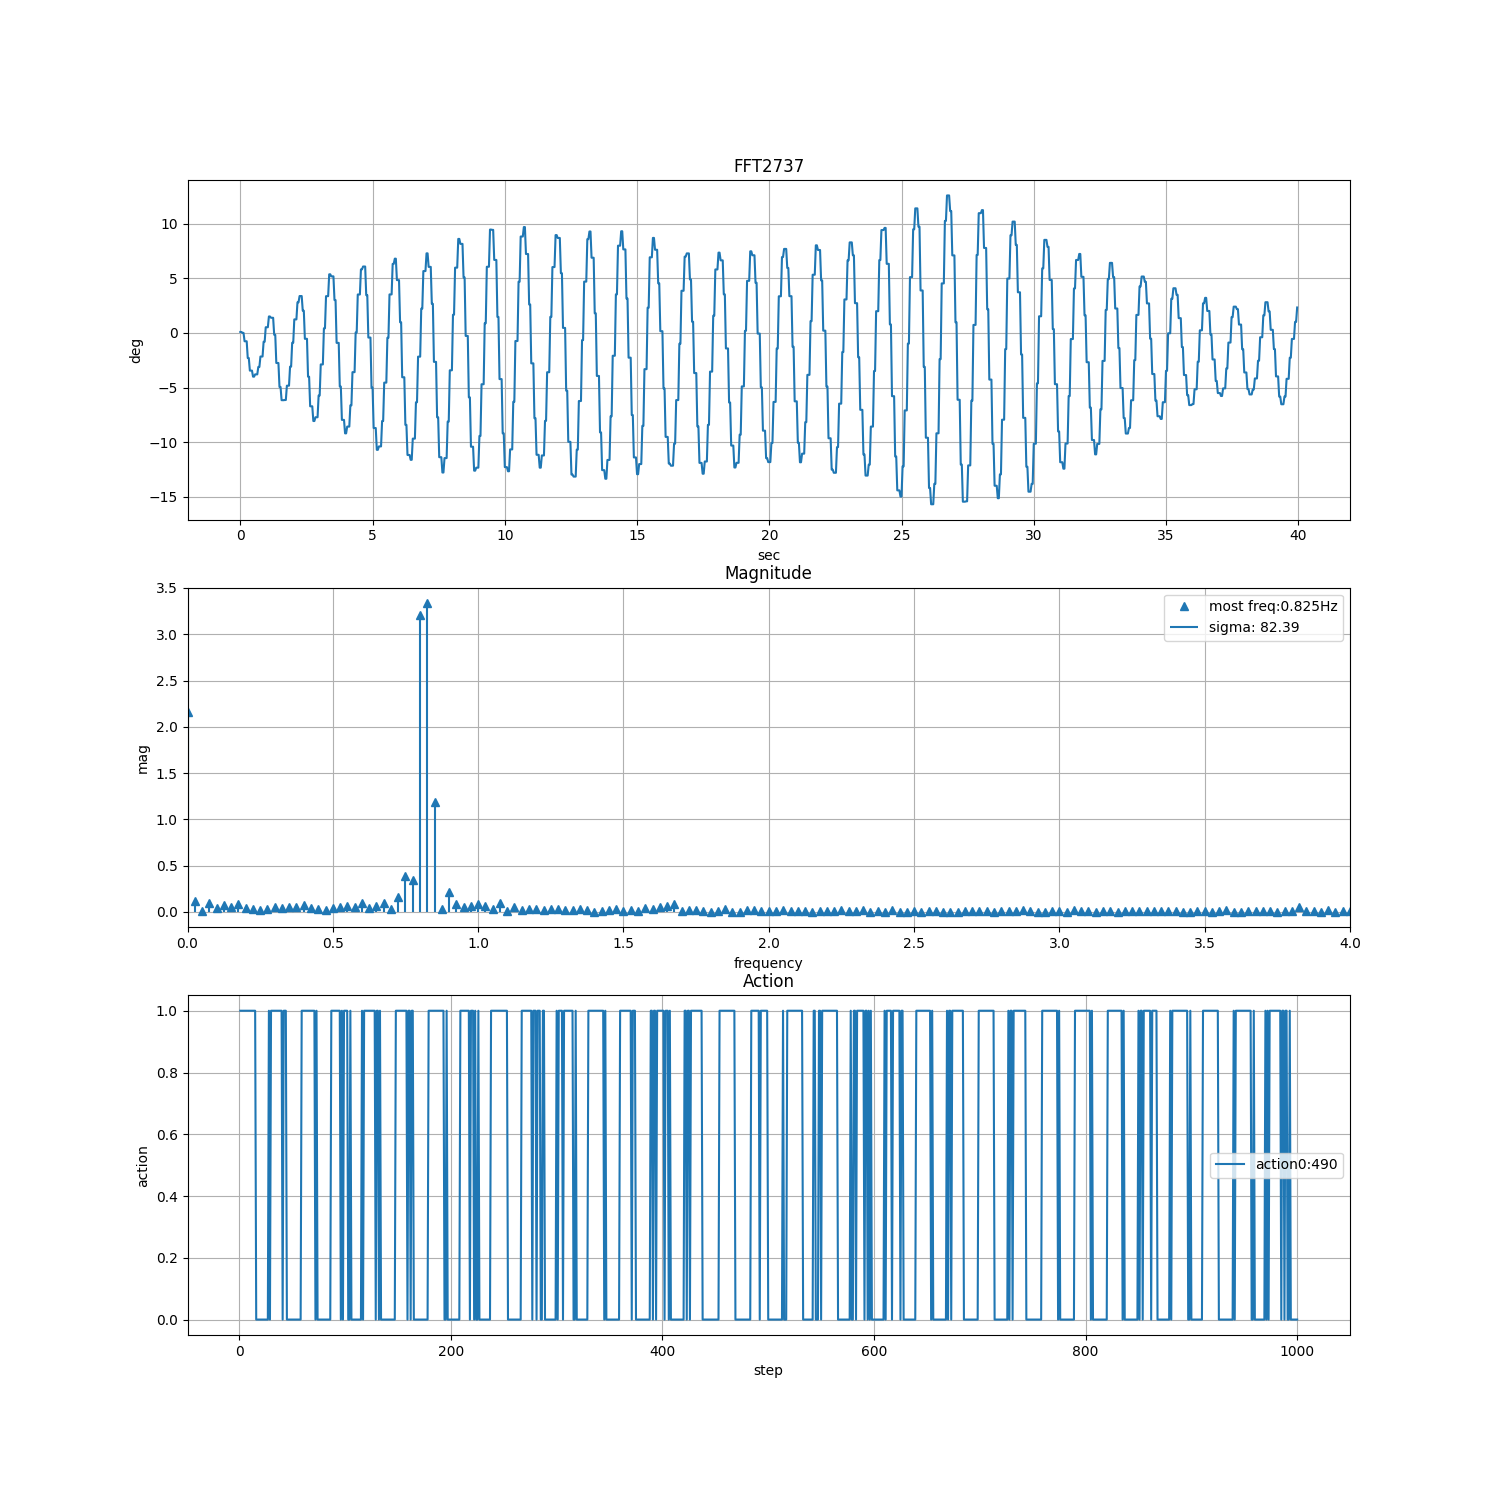 FFT2737
10
5
0
−5
−10
−15
deg
0 5 10 15 20 25 30 35 40
sec
Magnitude
3.5
3.0
2.5
2.0
1.5
1.0
0.5
0.0
mag
most freq:0.825Hz
sigma: 82.39
0.0 0.5 1.0 1.5 2.0 2.5 3.0 3.5 4.0
frequency
Action
1.0
0.8
0.6
0.4
0.2
0.0
action
action0:490
0 200 400 600 800 1000
step